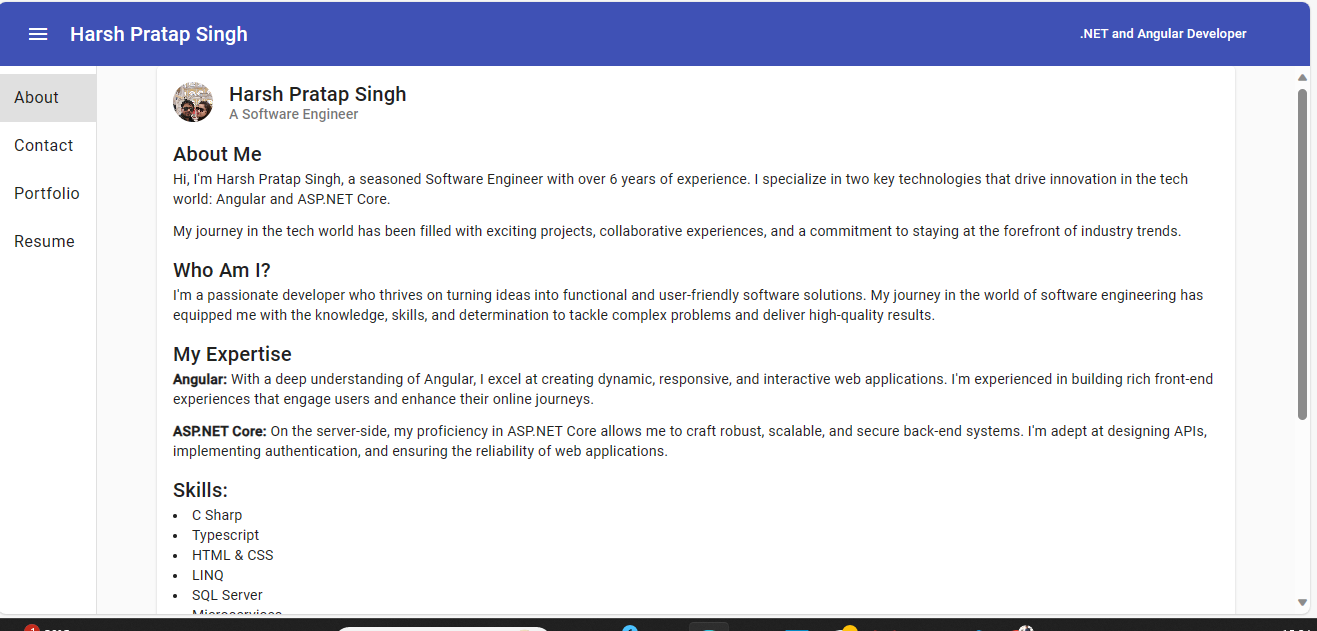 Harsh Pratap Singh
.NET and Angular Developer
About
Contact
Portfolio
Resume
Harsh Pratap Singh
A Software Engineer
About Me
Hi, I'm Harsh Pratap Singh, a seasoned Software Engineer with over 6 years of experience. I specialize in two key technologies that drive innovation in the tech
world: Angular and ASP.NET Core.
My journey in the tech world has been filled with exciting projects, collaborative experiences, and a commitment to staying at the forefront of industry trends.
Who Am I?
I'm a passionate developer who thrives on turning ideas into functional and user-friendly software solutions. My journey in the world of software engineering has
equipped me with the knowledge, skills, and determination to tackle complex problems and deliver high-quality results.
My Expertise
Angular: With a deep understanding of Angular, I excel at creating dynamic, responsive, and interactive web applications. I'm experienced in building rich front-end
experiences that engage users and enhance their online journeys.
ASP.NET Core: On the server-side, my proficiency in ASP.NET Core allows me to craft robust, scalable, and secure back-end systems. I'm adept at designing APIs,
implementing authentication, and ensuring the reliability of web applications.
Skills:
• C Sharp
• Typescript
• HTML & CSS
• LINQ
• SQL Server
Microservices